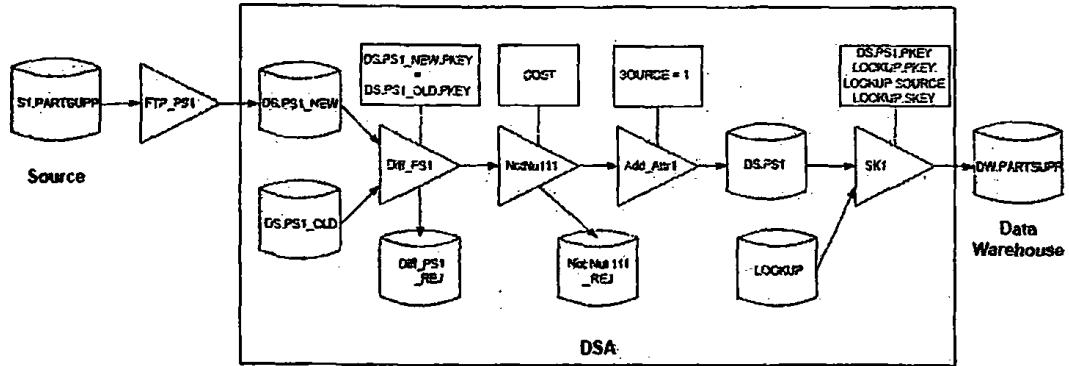 S1.PARTSUPP
Source
FTP_PS1
DS.PS1_NEW
DS.PS1_OLD
DS.PS1_NEW.PKEY
=
DS.PS1_OLD.PKEY
Diff_PS1
Diff_PS1
_REJ
COST
NotNull1
NotNull1
_REJ
SOURCE = 1
Add_Attr1
DS.PS1
LOOKUP
DS.PS1.PKEY
LOOKUP.PKEY,
LOOKUP.SOURCE
LOOKUP.SKEY
SK1
DW.PARTSUPP
Data
Warehouse
DSA